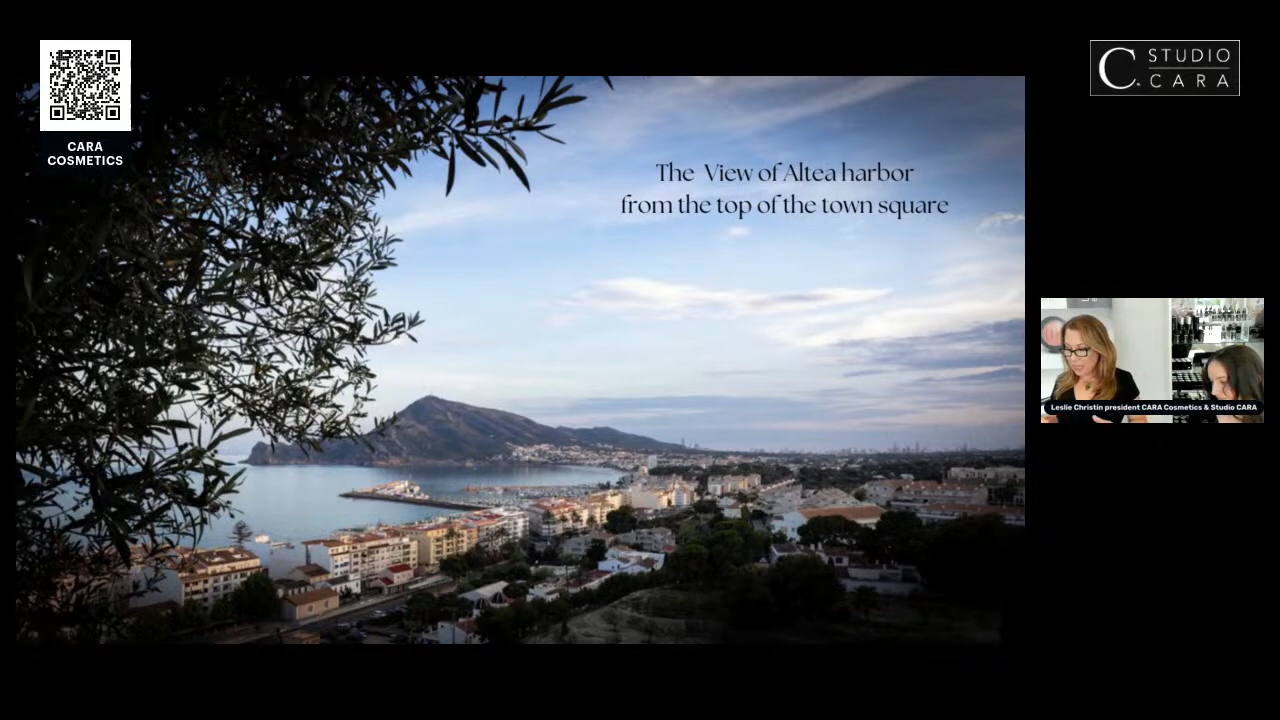 CARA
COSMETICS
The View of Altea harbor
from the top of the town square
C. STUDIO
CARA
Leslie Christin president CARA Cosmetics & Studio CARA